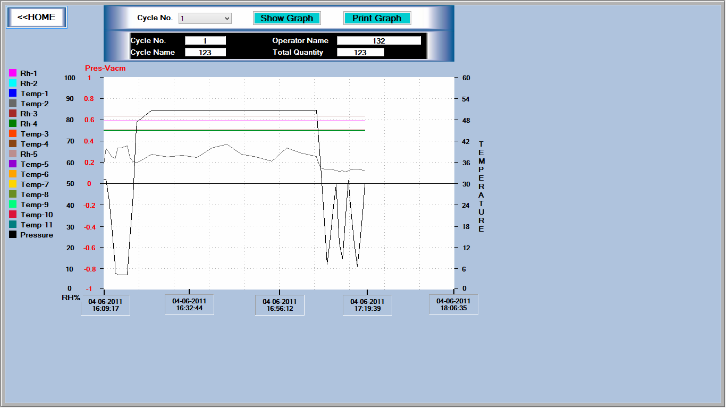 <<HOME
Cycle No. 1
Show Graph
Print Graph
Cycle No. 1 Operator Name 132
Cycle Name 123 Total Quantity 123
Pres-Vacm
Rh-1
Rh-2
Temp-1
Temp-2
Rh-3
Rh-4
Temp-3
Temp-4
Rh-5
Temp-5
Temp-6
Temp-7
Temp-8
Temp-9
Temp-10
Temp-11
Pressure
100 1 60
90 0.8 54
80 0.6 48
70 0.4 42
60 0.2 36
50 0 30
40 -0.2 24
30 -0.4 18
20 -0.6 12
10 -0.8 6
0 -1 0
RH%
TEMPERATURE
04-06-2011
16:09:17
04-06-2011
16:32:44
04-06-2011
16:56:12
04-06-2011
17:19:39
04-06-2011
18:06:35